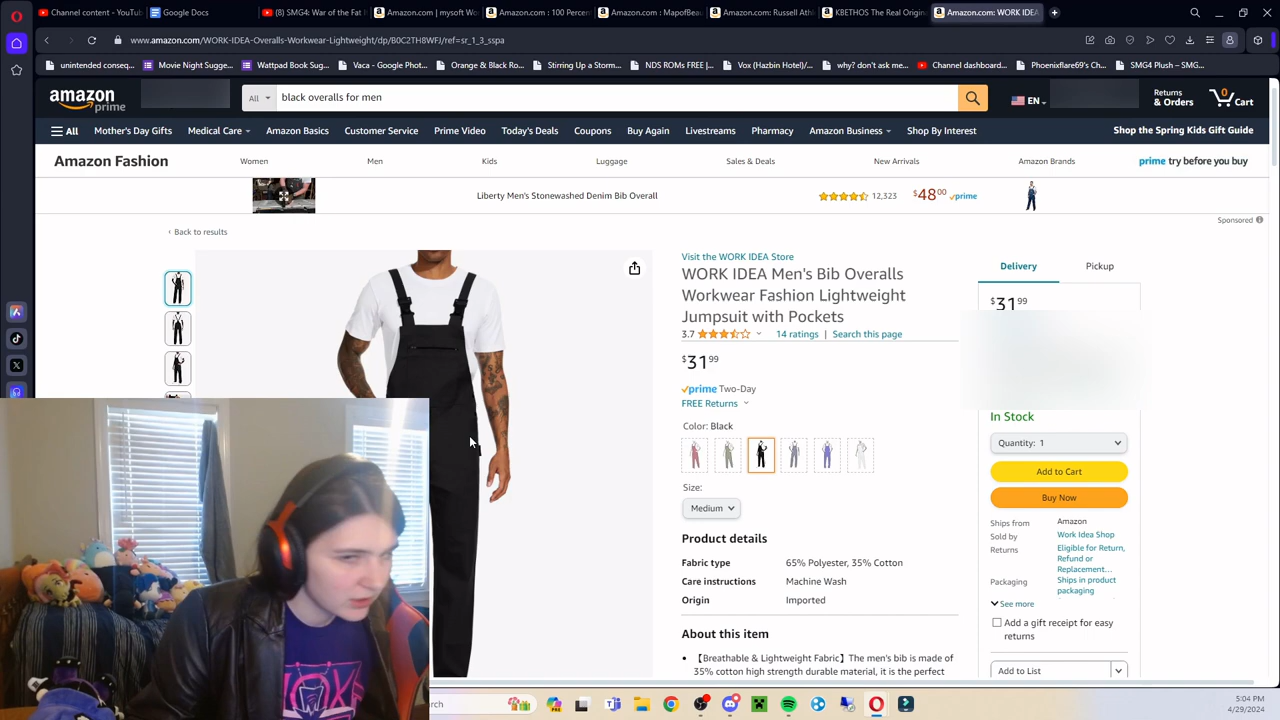 Channel content - YouTub
Google Docs
(8) SMG4: War of the Fat
Amazon.com | mysof
Amazon.com: 100 Percen
Amazon.com : MapofBea
Amazon.com: Russell Ath
KBETHOS The Real Origin
Amazon.com: WORK IDEA
www.amazon.com/WORK-IDEA-Overalls-Workwear-Lightweight/dp/B0C2TH8WFJ/ref=sr_1_3_sspa
unintended conseq...
Movie Night Sugge...
Wattpad Book Sug...
Vaca - Google Phot...
Orange & Black Ro...
Stirring Up a Storm...
NDS ROMs FREE |...
Vox (Hazbin Hotel)/...
why? don't ask me...
Channel dashboard...
Phoenixflare69's C...
SMG4 Plush – SMG...
amazon prime
All
black overalls for men
EN
Returns & Orders
0
Cart
All
Mother's Day Gifts
Medical Care
Amazon Basics
Customer Service
Prime Video
Today's Deals
Coupons
Buy Again
Livestreams
Pharmacy
Amazon Business
Shop By Interest
Shop the Spring Kids Gift Guide
Amazon Fashion
Women
Men
Kids
Luggage
Sales & Deals
New Arrivals
Amazon Brands
prime try before you buy
Liberty Men's Stonewashed Denim Bib Overall
12,323
$4800
prime
Sponsored
‹ Back to results
Visit the WORK IDEA Store
WORK IDEA Men's Bib Overalls
Workwear Fashion Lightweight
Jumpsuit with Pockets
3.7
14 ratings | Search this page
$3199
prime Two-Day
FREE Returns
Color: Black
Size:
Medium
Product details
Fabric type 65% Polyester, 35% Cotton
Care instructions Machine Wash
Origin Imported
About this item
• 【Breathable & Lightweight Fabric】The men's bib is made of
35% cotton high strength durable material, it is the perfect
Delivery
Pickup
$3199
In Stock
Quantity: 1
Add to Cart
Buy Now
Ships from Amazon
Sold by Work Idea Shop
Returns Eligible for Return,
Refund or
Replacement...
Packaging Ships in product
packaging
See more
Add a gift receipt for easy
returns
Add to List
earch
5:04 PM
4/29/2024